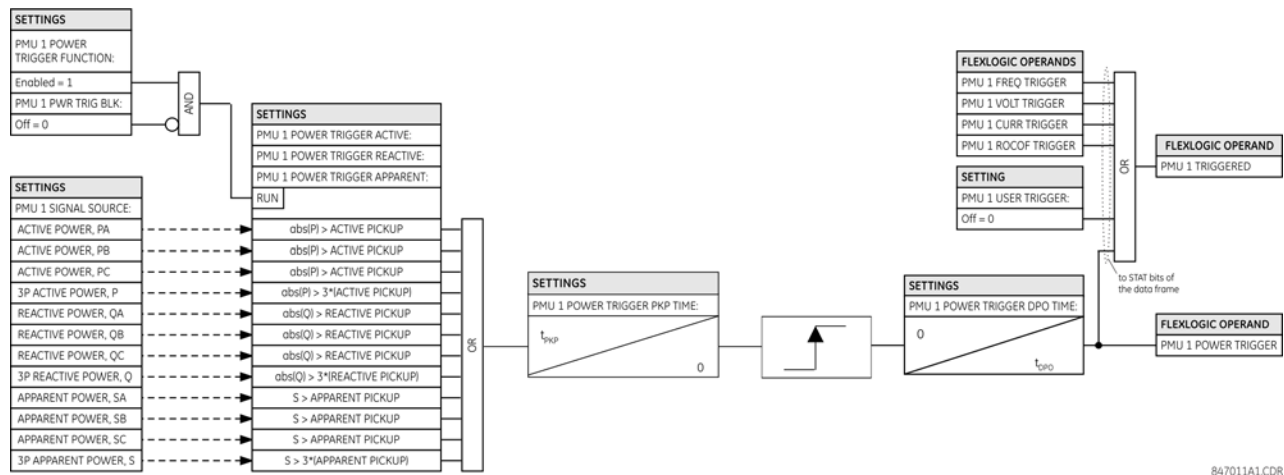 SETTINGS
PMU 1 POWER
TRIGGER FUNCTION:
Enabled = 1
PMU 1 PWR TRIG BLK:
Off = 0
AND
SETTINGS
PMU 1 POWER TRIGGER ACTIVE:
PMU 1 POWER TRIGGER REACTIVE:
PMU 1 POWER TRIGGER APPARENT:
RUN
SETTINGS
PMU 1 SIGNAL SOURCE:
ACTIVE POWER, PA
abs(P) > ACTIVE PICKUP
ACTIVE POWER, PB
abs(P) > ACTIVE PICKUP
ACTIVE POWER, PC
abs(P) > ACTIVE PICKUP
3P ACTIVE POWER, P
abs(P) > 3*(ACTIVE PICKUP)
REACTIVE POWER, QA
abs(Q) > REACTIVE PICKUP
REACTIVE POWER, QB
abs(Q) > REACTIVE PICKUP
REACTIVE POWER, QC
abs(Q) > REACTIVE PICKUP
3P REACTIVE POWER, Q
abs(Q) > 3*(REACTIVE PICKUP)
APPARENT POWER, SA
S > APPARENT PICKUP
APPARENT POWER, SB
S > APPARENT PICKUP
APPARENT POWER, SC
S > APPARENT PICKUP
3P APPARENT POWER, S
S > 3*(APPARENT PICKUP)
OR
SETTINGS
PMU 1 POWER TRIGGER PKP TIME:
tPKP
0
SETTINGS
PMU 1 POWER TRIGGER DPO TIME:
0
tDPO
FLEXLOGIC OPERANDS
PMU 1 FREQ TRIGGER
PMU 1 VOLT TRIGGER
PMU 1 CURR TRIGGER
PMU 1 ROCOF TRIGGER
SETTING
PMU 1 USER TRIGGER:
Off = 0
OR
to STAT bits of
the data frame
FLEXLOGIC OPERAND
PMU 1 TRIGGERED
FLEXLOGIC OPERAND
PMU 1 POWER TRIGGER
847011A1.CDR